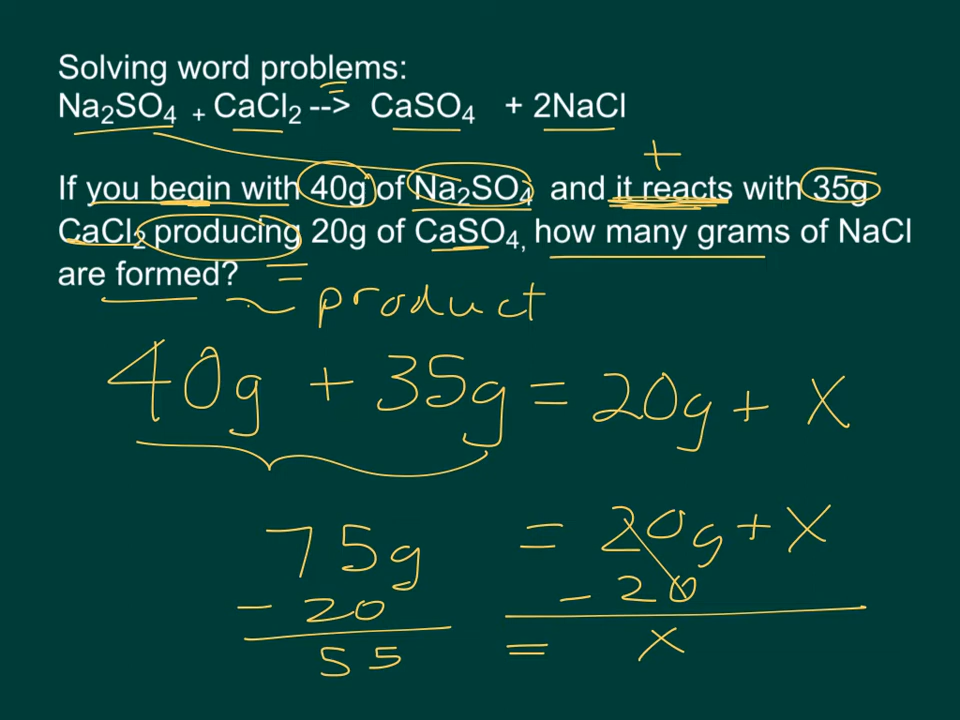 Solving word problems:
Na₂SO₄ + CaCl₂ --> CaSO₄ + 2NaCl
+
If you begin with 40g of Na₂SO₄ and it reacts with 35g
CaCl₂ producing 20g of CaSO₄, how many grams of NaCl
are formed?
product
40g + 35g = 20g + X
75g = 20g + X
- 20 - 20
55 = X